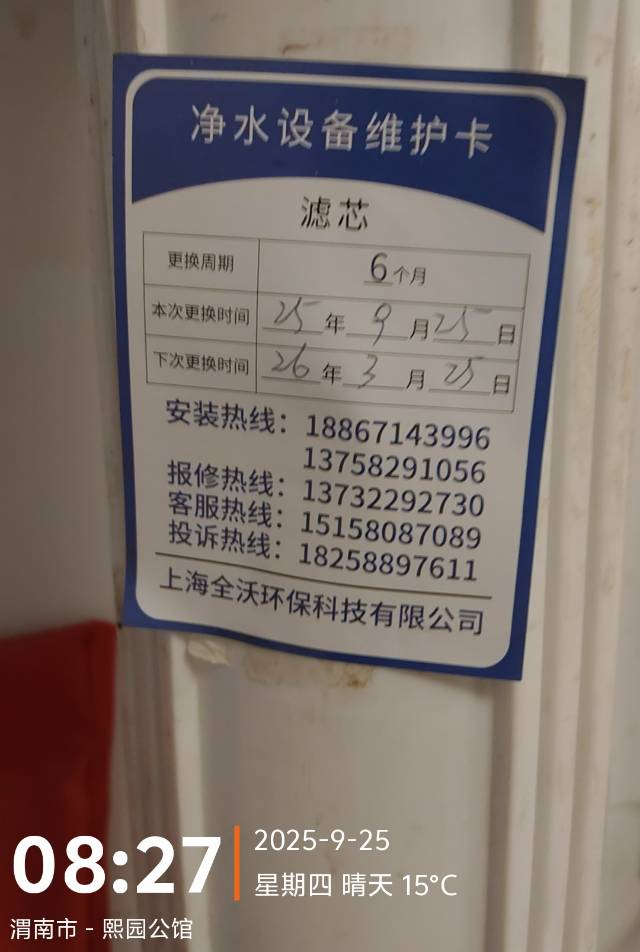 净水设备维护卡
滤芯
更换周期 6个月
本次更换时间 25年9月25日
下次更换时间 26年3月25日
安装热线：18867143996
13758291056
报修热线：13732292730
客服热线：15158087089
投诉热线：18258897611
上海全沃环保科技有限公司
08:27
2025-9-25
星期四 晴天 15°C
渭南市 - 熙园公馆